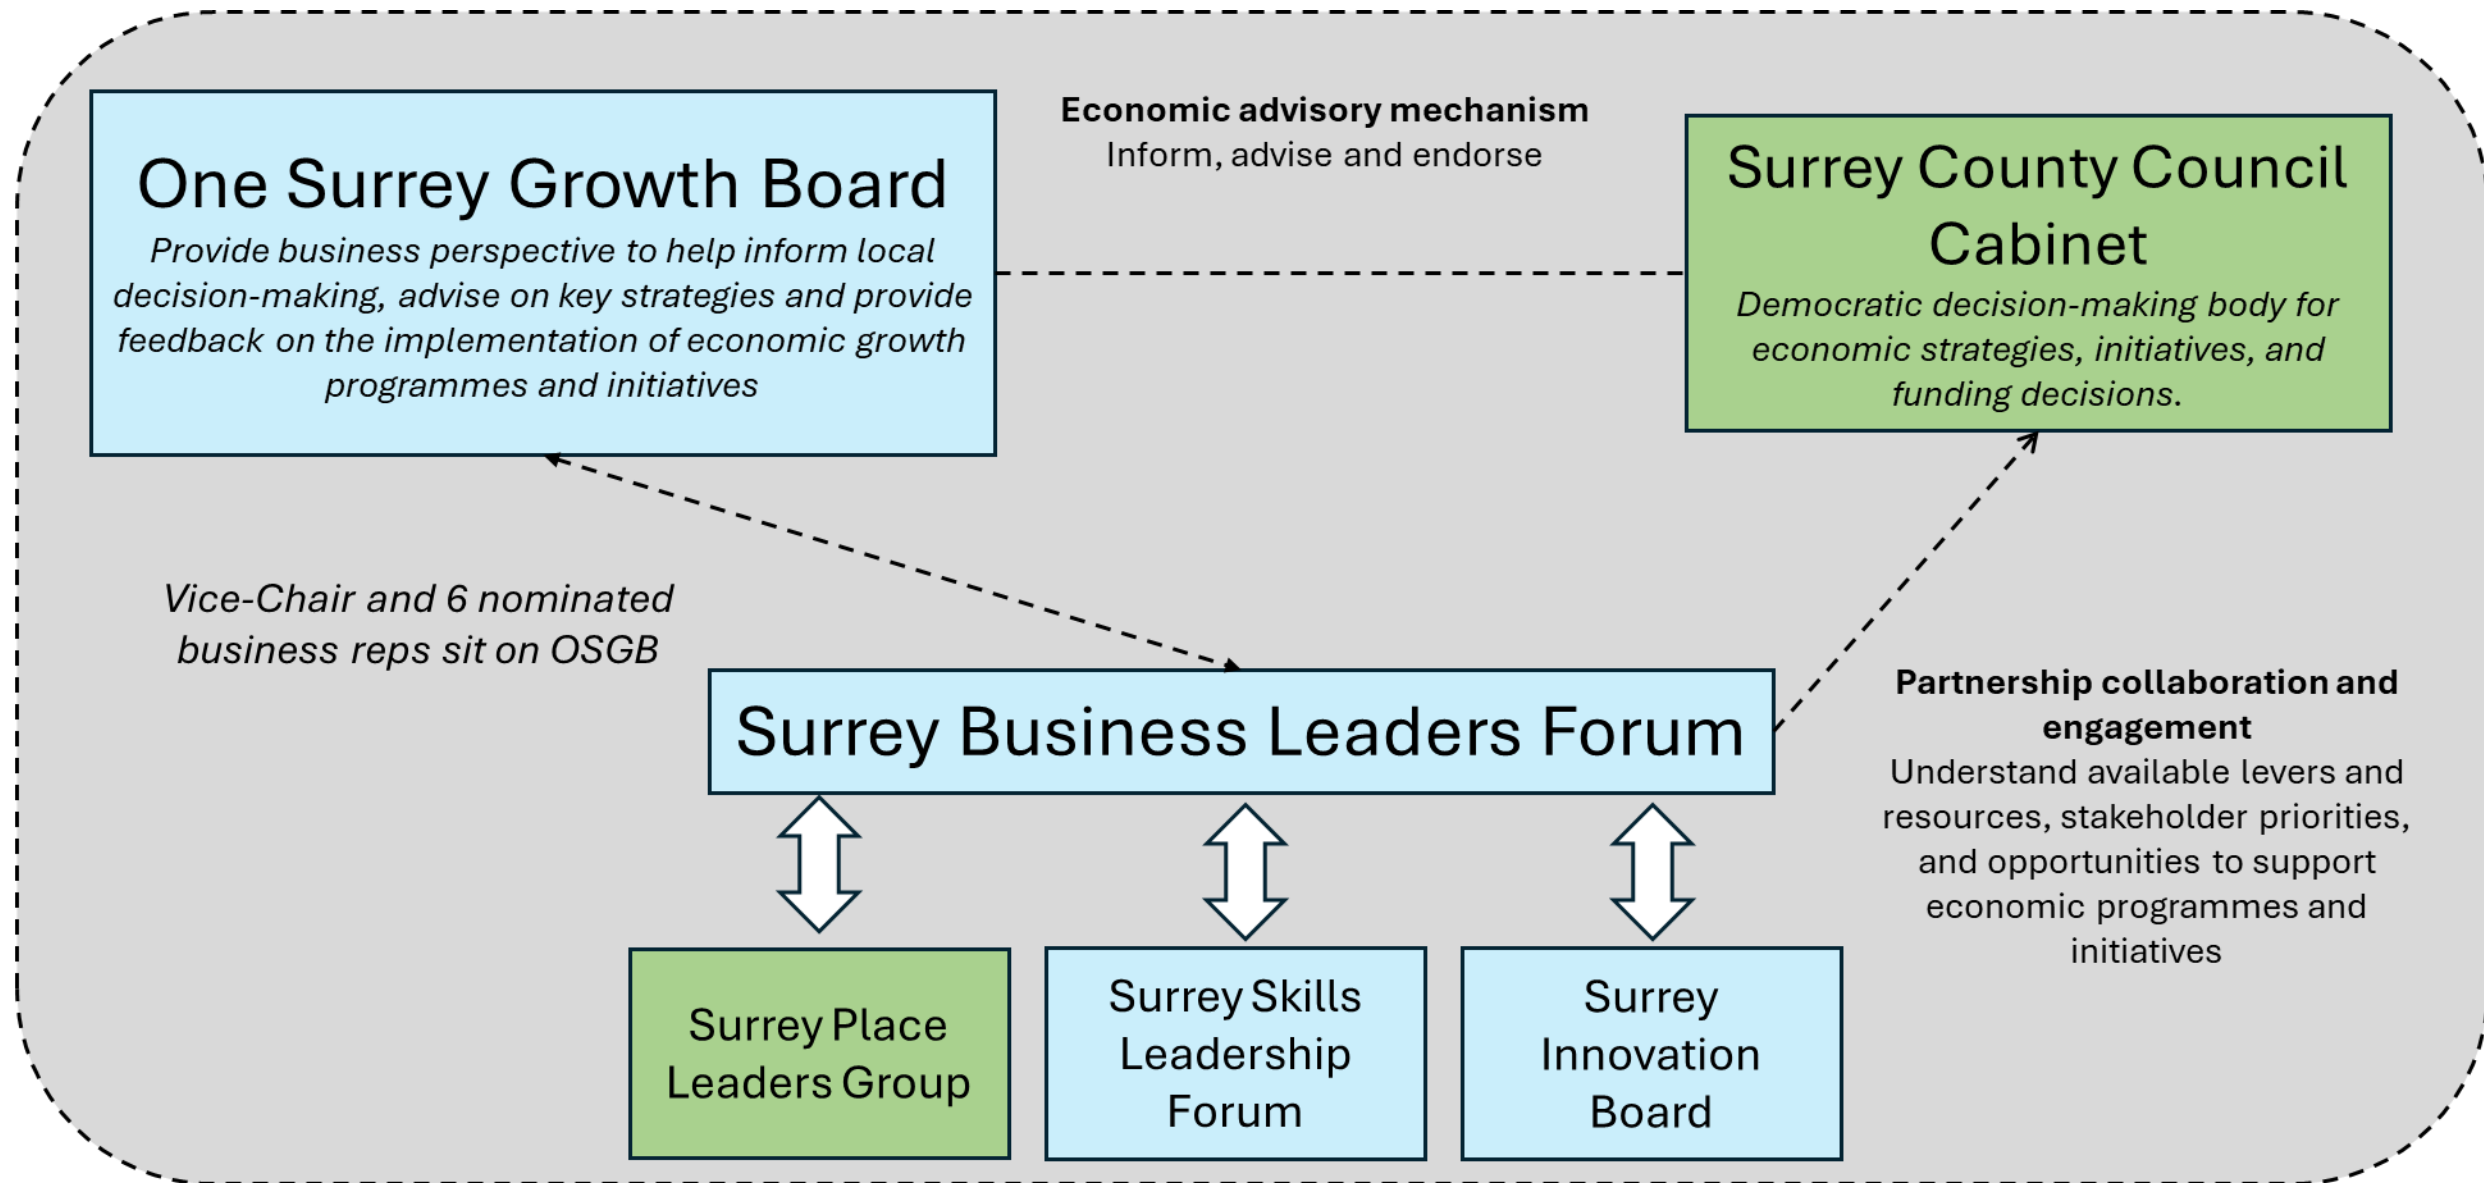 One Surrey Growth Board
Provide business perspective to help inform local
decision-making, advise on key strategies and provide
feedback on the implementation of economic growth
programmes and initiatives
Economic advisory mechanism
Inform, advise and endorse
Surrey County Council
Cabinet
Democratic decision-making body for
economic strategies, initiatives, and
funding decisions.
Vice-Chair and 6 nominated
business reps sit on OSGB
Surrey Business Leaders Forum
Partnership collaboration and
engagement
Understand available levers and
resources, stakeholder priorities,
and opportunities to support
economic programmes and
initiatives
Surrey Place
Leaders Group
Surrey Skills
Leadership
Forum
Surrey
Innovation
Board